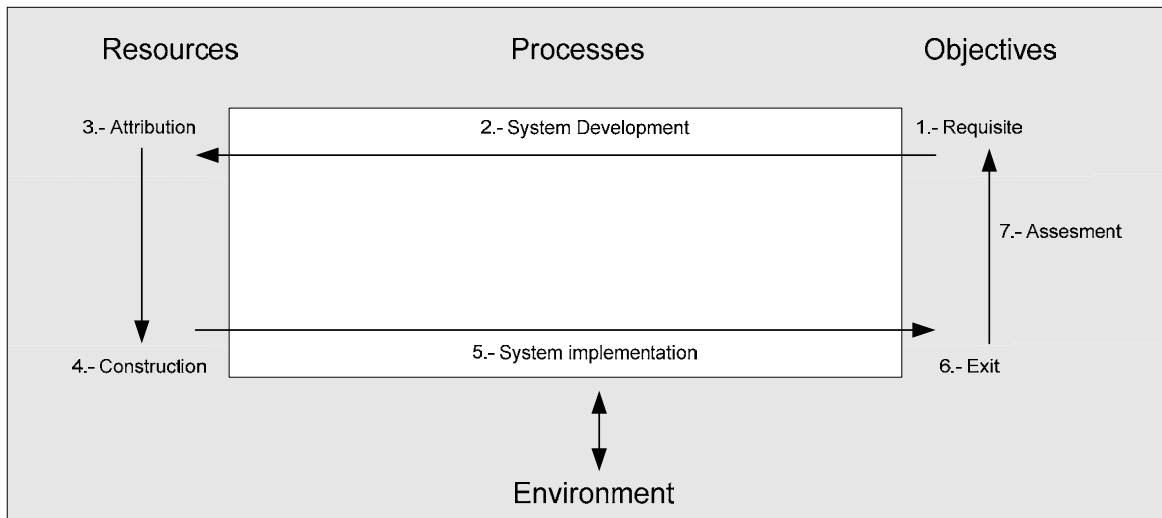 Resources
Processes
Objectives
3.- Attribution
2.- System Development
1.- Requisite
7.- Assesment
4.- Construction
5.- System implementation
6.- Exit
Environment